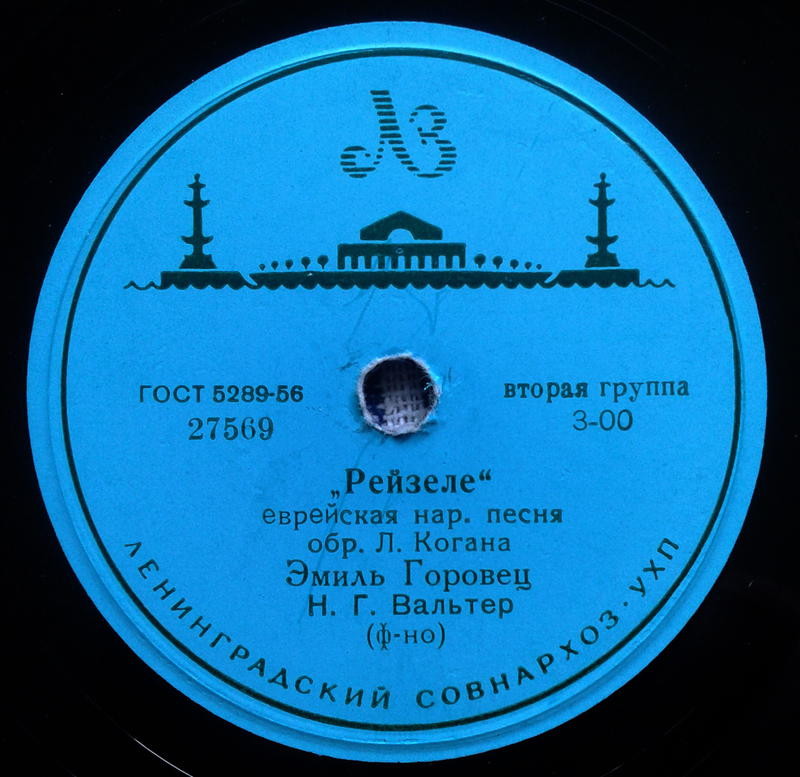 ЛЗ
ГОСТ 5289-56
27569
вторая группа
3-00
„Рейзеле“
еврейская нар. песня
обр. Л. Когана
Эмиль Горовец
Н. Г. Вальтер
(ф-но)
ЛЕНИНГРАДСКИЙ СОВНАРХОЗ · УХП